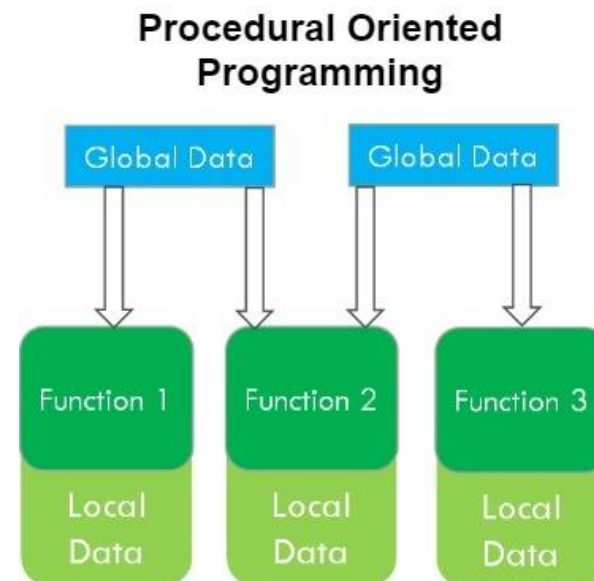 Procedural Oriented
Programming
Global Data
Global Data
Function 1
Function 2
Function 3
Local
Data
Local
Data
Local
Data